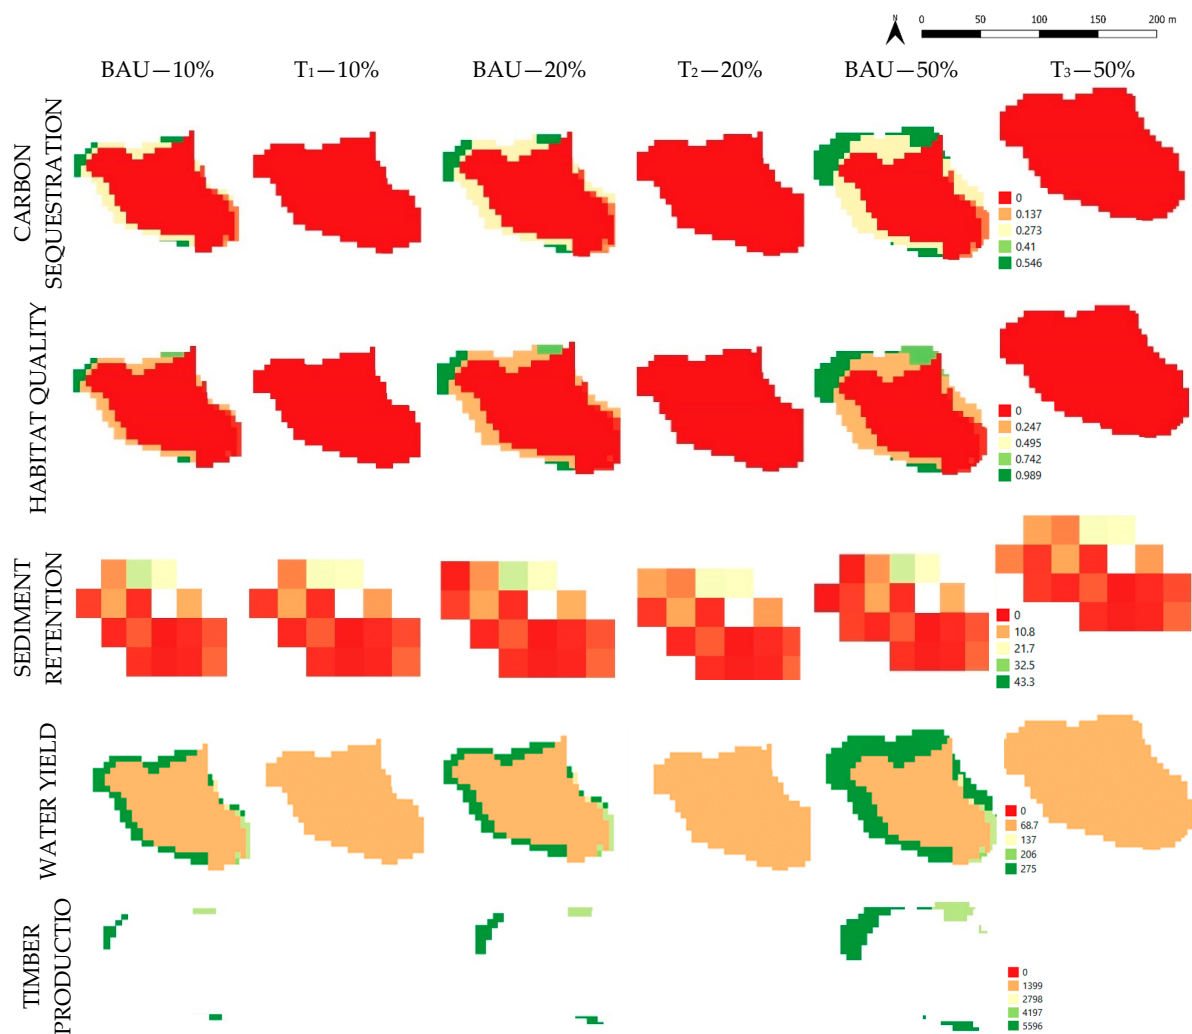 N
0 50 100 150 200 m
BAU—10% T1—10% BAU—20% T2—20% BAU—50% T3—50%
CARBON
SEQUESTRATION
0
0.137
0.273
0.41
0.546
HABITAT QUALITY
0
0.247
0.495
0.742
0.989
SEDIMENT
RETENTION
0
10.8
21.7
32.5
43.3
WATER YIELD
0
68.7
137
206
275
TIMBER
PRODUCTIO
0
1399
2798
4197
5596